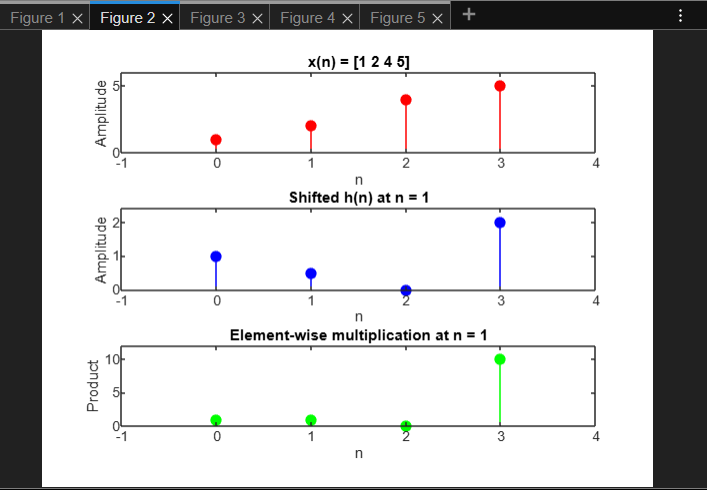 Figure 1 × Figure 2 × Figure 3 × Figure 4 × Figure 5 × +
x(n) = [1 2 4 5]
Amplitude
5
0
-1 0 1 2 3 4
n
Shifted h(n) at n = 1
Amplitude
2
1
0
-1 0 1 2 3 4
n
Element-wise multiplication at n = 1
Product
10
5
0
-1 0 1 2 3 4
n